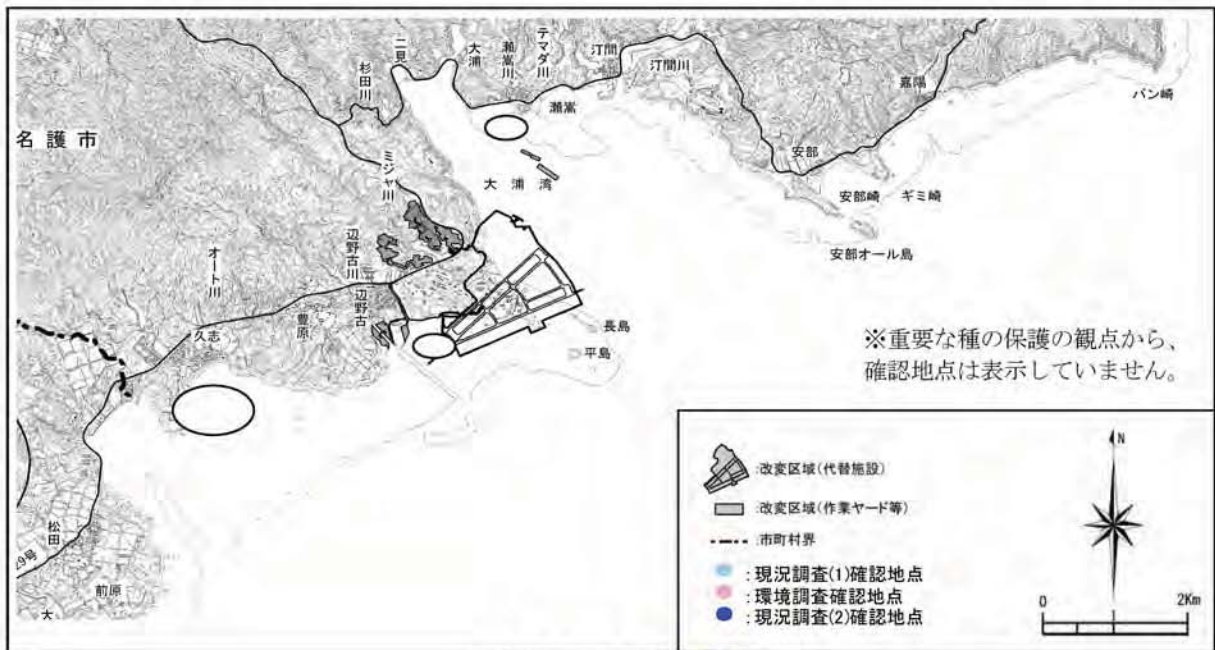 二見
大浦
瀬嵩川
テマダ川
汀間
汀間川
杉田川
瀬嵩
嘉陽
バン崎
名護市
ミジャ川
大浦湾
安部
安部崎
ギミ崎
安部オール島
オート川
辺野古川
辺野古
久志
豊原
長島
平島
※重要な種の保護の観点から、
確認地点は表示していません。
松田
29号
前原
大
:改変区域(代替施設)
:改変区域(作業ヤード等)
:市町村界
:現況調査(1)確認地点
:環境調査確認地点
:現況調査(2)確認地点
N
0 2Km